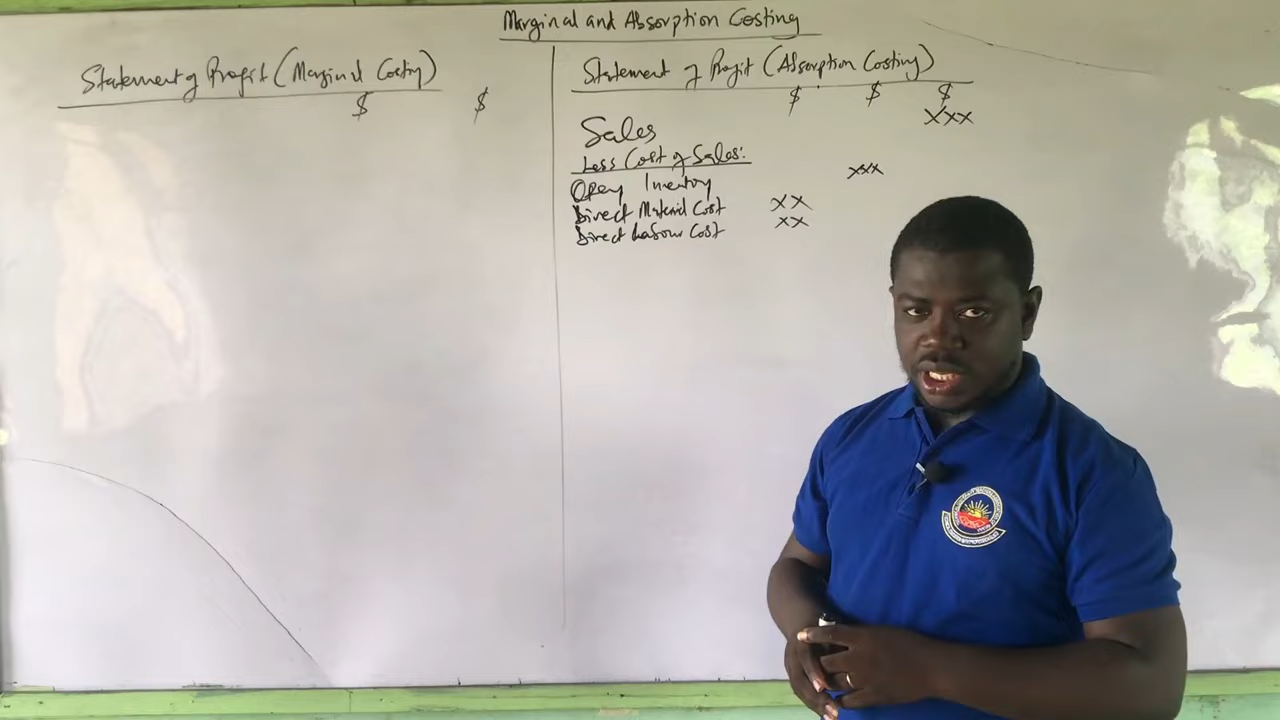 Marginal and Absorption Costing
Statement of Profit (Marginal Costing)
$ $
Statement of Profit (Absorption Costing)
$ $ $
Sales XXX
Less Cost of Sales:
Inventory XXX
Direct Material Cost XX
Direct Labour Cost XX